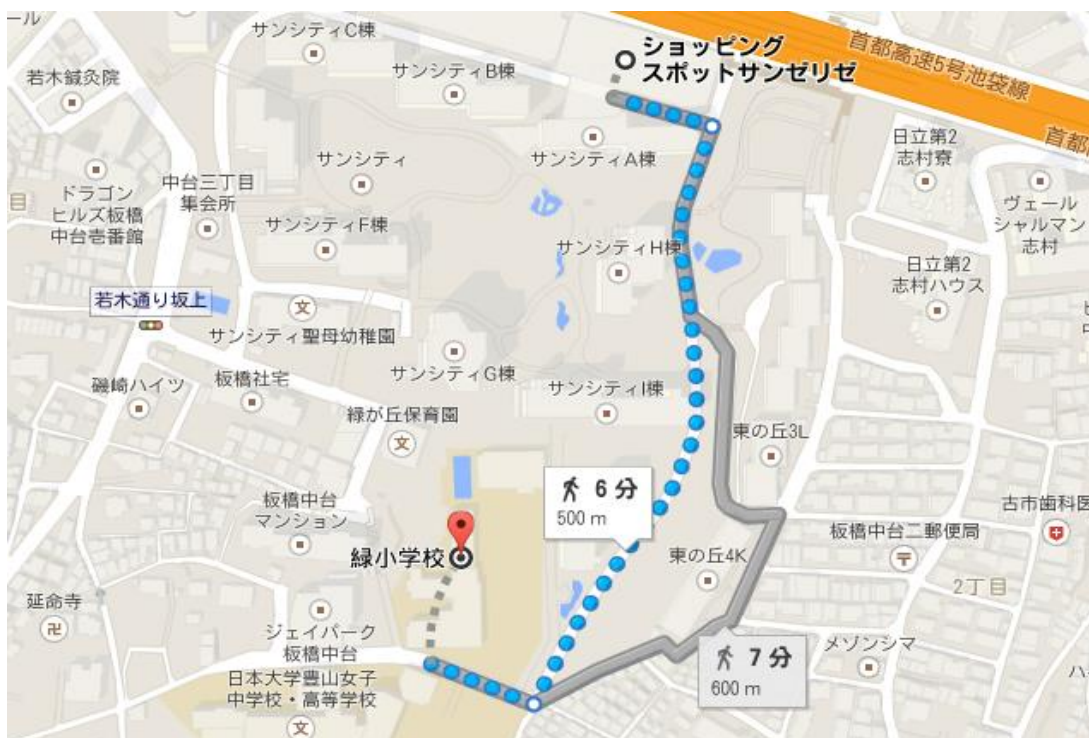 ール
サンシティC棟
ショッピング
スポットサンゼリゼ
首都高速5号池袋線
首都
若木鍼灸院
サンシティB棟
サンシティA棟
日立第2
志村寮
サンシティ
ドラゴン
ヒルズ板橋
中台壱番館
中台三丁目
集会所
目
ヴェール
シャルマン
志村
サンシティF棟
サンシティH棟
日立第2
志村ハウス
若木通り坂上
文
サンシティ聖母幼稚園
磯崎ハイツ
板橋社宅
サンシティG棟
サンシティI棟
緑が丘保育園
文
東の丘3L
6 分
500 m
板橋中台
マンション
緑小学校
東の丘4K
板橋中台二郵便局
古市歯科医
2丁目
延命寺
ジェイパーク
板橋中台
メゾンシマ
7 分
600 m
日本大学豊山女子
中学校・高等学校
文
ハ